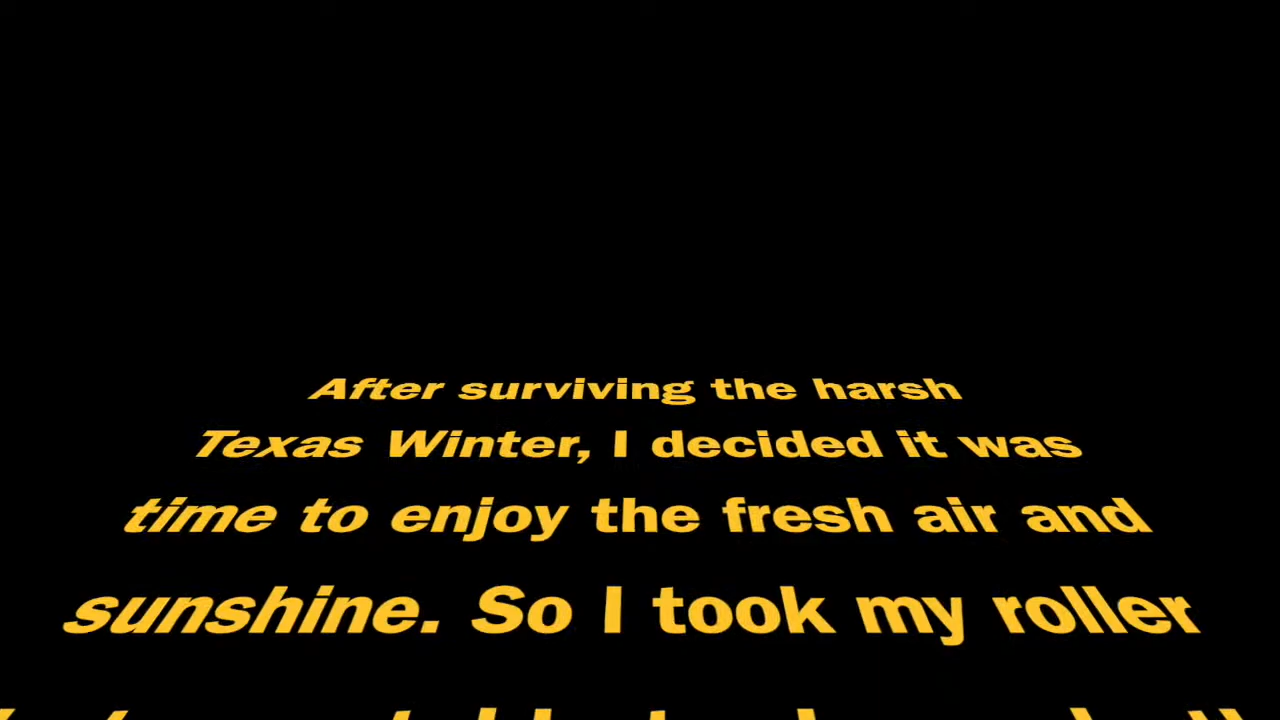 After surviving the harsh
Texas Winter, I decided it was
time to enjoy the fresh air and
sunshine. So I took my roller